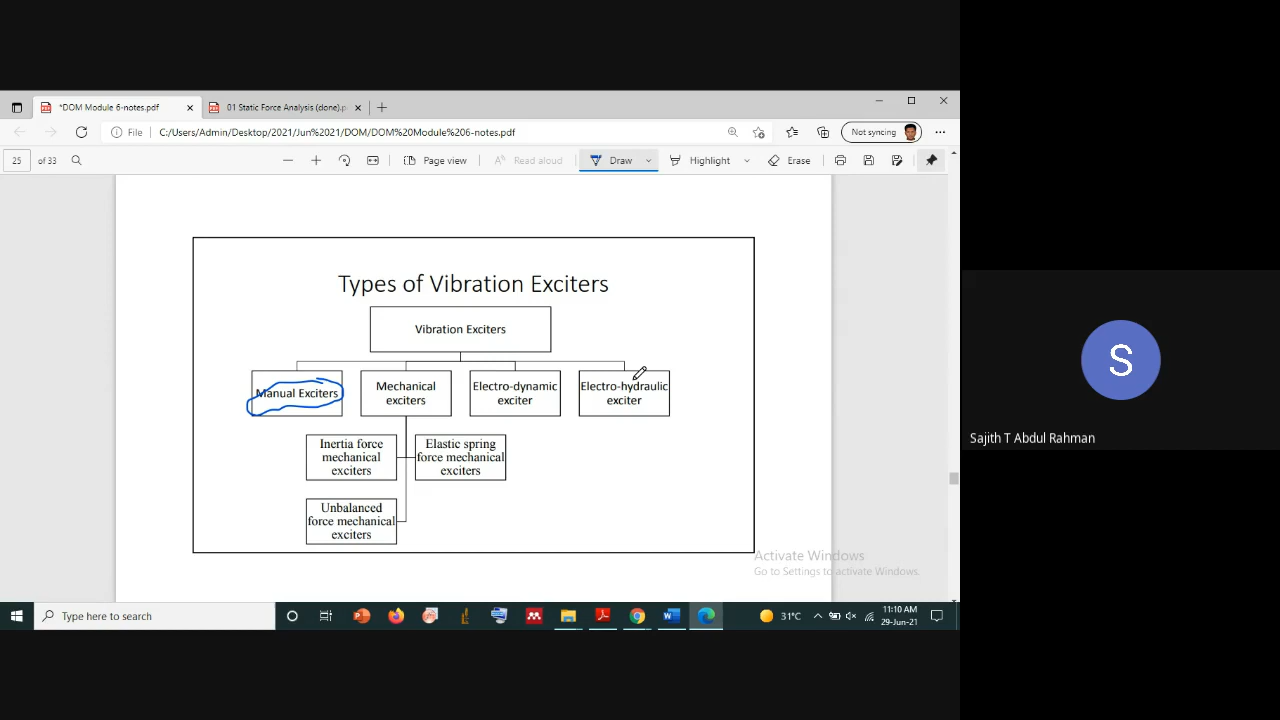 *DOM Module 6-notes.pdf
01 Static Force Analysis (done).p
File
C:/Users/Admin/Desktop/2021/Jun%2021/DOM/DOM%20Module%206-notes.pdf
Not syncing
25
of 33
Page view
Read aloud
Draw
Highlight
Erase
Types of Vibration Exciters
Vibration Exciters
Manual Exciters
Mechanical
exciters
Electro-dynamic
exciter
Electro-hydraulic
exciter
Inertia force
mechanical
exciters
Elastic spring
force mechanical
exciters
Unbalanced
force mechanical
exciters
Activate Windows
Go to Settings to activate Windows.
S
Sajith T Abdul Rahman
Type here to search
31°C
11:10 AM
29-Jun-21